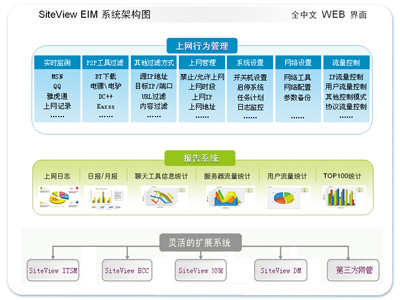 SiteView EIM 系统架构图
全中文 WEB 界面
上网行为管理
实时监测 P2P工具过滤 其他过滤方式 上网管理 系统设置 网络设置 流量控制
MSN BT下载 源IP地址 禁止/允许上网 开关机设置 网络工具 IP流量控制
QQ 电骡\电驴 目标IP/端口 上网时段 启停系统 网络配置 用户流量控制
雅虎通 DC++ URL过滤 上网IP 任务计划 参数备份 其他控制模式
上网记录 Kazaa 内容过滤 上网地址 日志监控 …… 协议流量控制
…… …… …… …… …… ……
报告系统
上网日志 日报/月报 聊天工具信息统计 服务器流量统计 用户流量统计 TOP100统计
灵活的扩展系统
SiteView ITSM SiteView ECC SiteView NNM SiteView DM 第三方网管